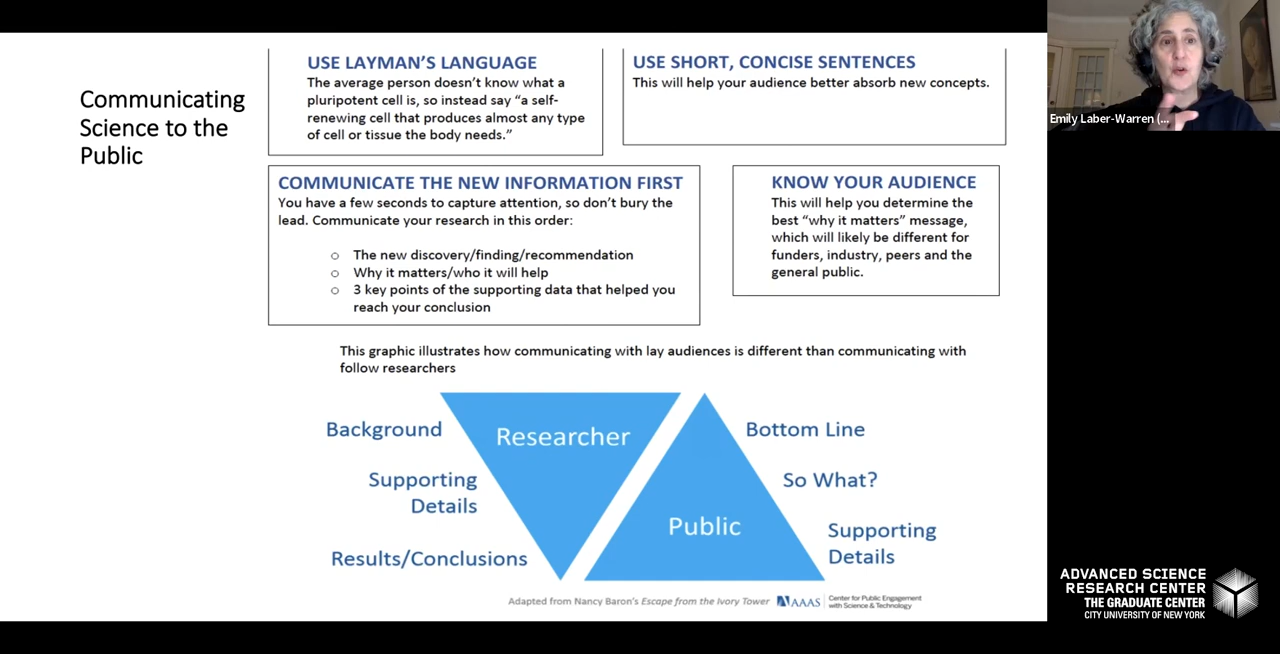 Communicating
Science to the
Public
USE LAYMAN'S LANGUAGE
The average person doesn't know what a
pluripotent cell is, so instead say "a self-
renewing cell that produces almost any type
of cell or tissue the body needs."
USE SHORT, CONCISE SENTENCES
This will help your audience better absorb new concepts.
COMMUNICATE THE NEW INFORMATION FIRST
You have a few seconds to capture attention, so don't bury the
lead. Communicate your research in this order:
The new discovery/finding/recommendation
Why it matters/who it will help
3 key points of the supporting data that helped you
reach your conclusion
KNOW YOUR AUDIENCE
This will help you determine the
best "why it matters" message,
which will likely be different for
funders, industry, peers and the
general public.
This graphic illustrates how communicating with lay audiences is different than communicating with
follow researchers
Background
Supporting
Details
Results/Conclusions
Researcher
Public
Bottom Line
So What?
Supporting
Details
Adapted from Nancy Baron's Escape from the Ivory Tower
AAAS
Center for Public Engagement
with Science & Technology
Emily Laber-Warren (...
ADVANCED SCIENCE
RESEARCH CENTER
THE GRADUATE CENTER
CITY UNIVERSITY OF NEW YORK